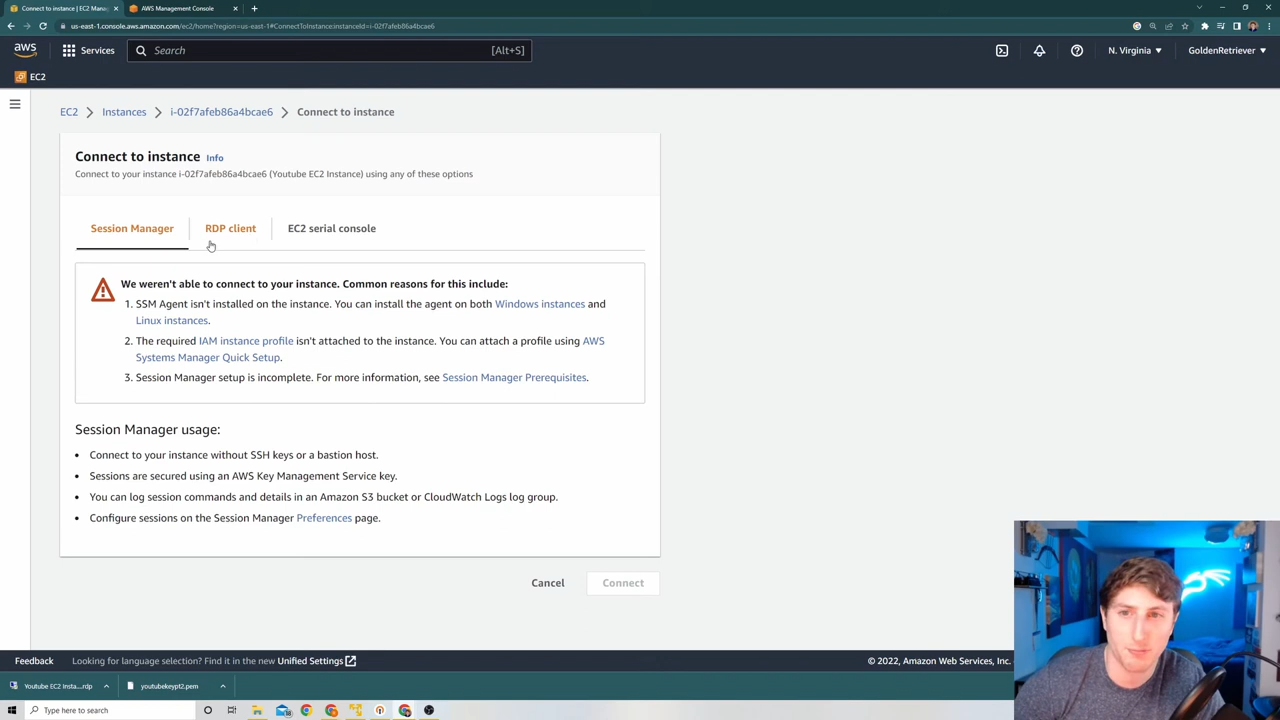 Connect to instance | EC2 Manag
AWS Management Console
us-east-1.console.aws.amazon.com/ec2/home?region=us-east-1#ConnectToInstance:instanceId=i-02f7afeb86a4bcae6
aws
Services
Search
[Alt+S]
N. Virginia
GoldenRetriever
EC2
EC2
Instances
i-02f7afeb86a4bcae6
Connect to instance
Connect to instance Info
Connect to your instance i-02f7afeb86a4bcae6 (Youtube EC2 Instance) using any of these options
Session Manager
RDP client
EC2 serial console
We weren't able to connect to your instance. Common reasons for this include:
1. SSM Agent isn't installed on the instance. You can install the agent on both Windows instances and
Linux instances.
2. The required IAM instance profile isn't attached to the instance. You can attach a profile using AWS
Systems Manager Quick Setup.
3. Session Manager setup is incomplete. For more information, see Session Manager Prerequisites.
Session Manager usage:
• Connect to your instance without SSH keys or a bastion host.
• Sessions are secured using an AWS Key Management Service key.
• You can log session commands and details in an Amazon S3 bucket or CloudWatch Logs log group.
• Configure sessions on the Session Manager Preferences page.
Cancel
Connect
Feedback
Looking for language selection? Find it in the new Unified Settings
© 2022, Amazon Web Services, In
Youtube EC2 Insta....rdp
youtubekeypt2.pem
Type here to search